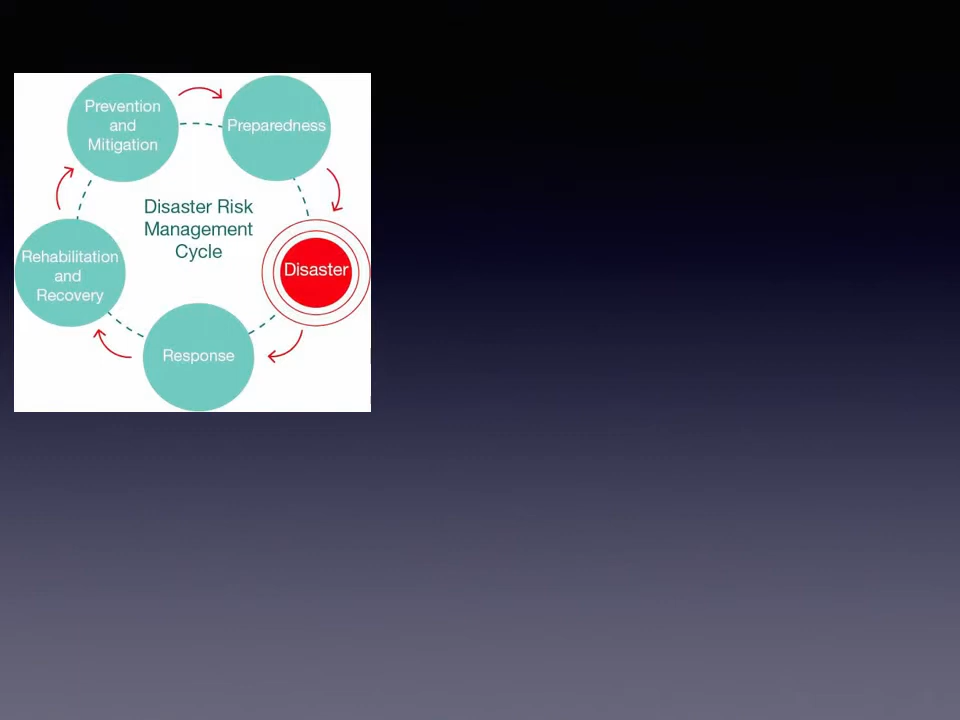 Prevention
and
Mitigation
Preparedness
Disaster Risk
Management
Cycle
Rehabilitation
and
Recovery
Disaster
Response